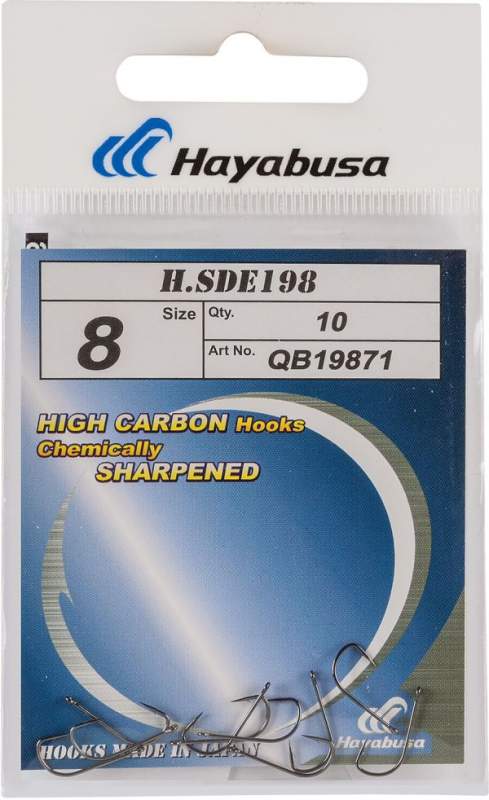 Hayabusa
H.SDE198
8 Size
Qty. 10
Art No. QB19871
HIGH CARBON Hooks
Chemically
SHARPENED
HOOKS MADE IN JAPAN
Hayabusa